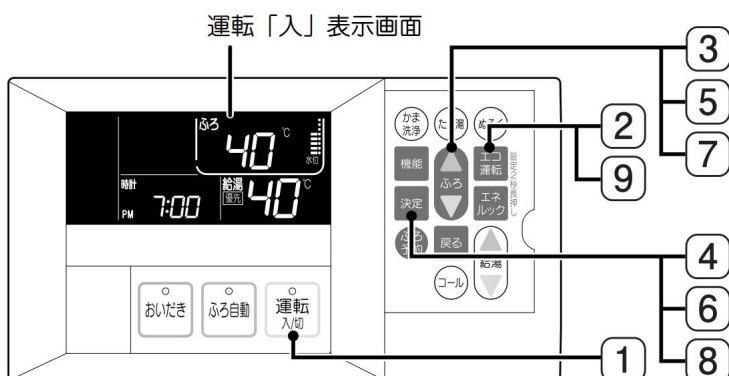 運転「入」表示画面
ふろ
40
℃
水位
時計
PM 7:00
給湯
優先
40
℃
かま
洗浄
たし湯
ぬるく
機能
ふろ
エコ
運転
設定2秒長押し
決定
エネ
ルック
戻る
給湯
コール
おいだき
ふろ自動
運転
入/切
3
5
7
2
9
4
6
8
1